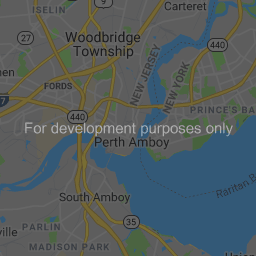 ISELIN
Carteret
27
Woodbridge
Township
440
NEW JERSEY
NEW YORK
FORDS
440
PRINCE'S BA
For development purposes only
Perth Amboy
Raritan B
South Amboy
35
PARLIN
MADISON PARK